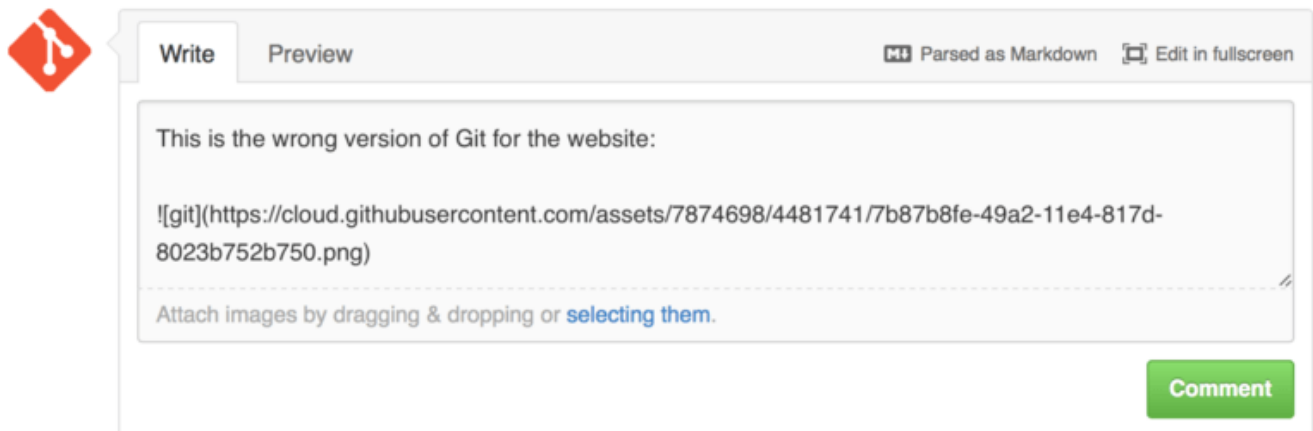 Write Preview Parsed as Markdown Edit in fullscreen
This is the wrong version of Git for the website:
![git](https://cloud.githubusercontent.com/assets/7874698/4481741/7b87b8fe-49a2-11e4-817d-
8023b752b750.png)
Attach images by dragging & dropping or selecting them.
Comment